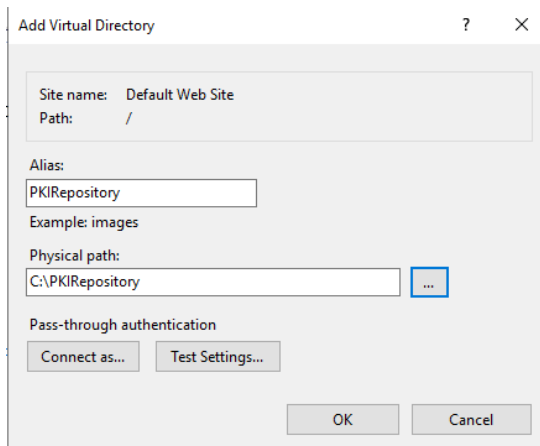 Add Virtual Directory
?
Site name: Default Web Site
Path: /
Alias:
PKIRepository
Example: images
Physical path:
C:\PKIRepository
...
Pass-through authentication
Connect as... Test Settings...
OK Cancel